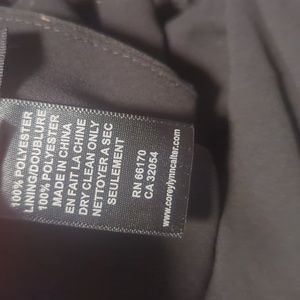 100% POLYESTER
LINING/DOUBLURE
100% POLYESTER
MADE IN CHINA
EN FAIT LA CHINE
DRY CLEAN ONLY
NETTOYER A SEC
SEULEMENT
RN 66170
CA 32054
www.coreylynncalter.com